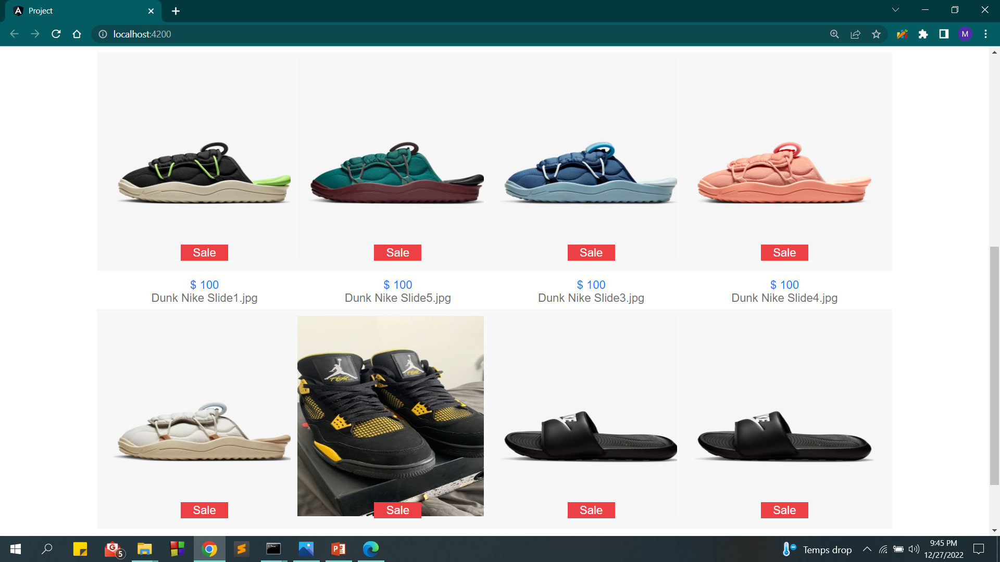 Project
localhost:4200
M
Sale Sale Sale Sale
$ 100 $ 100 $ 100 $ 100
Dunk Nike Slide1.jpg Dunk Nike Slide5.jpg Dunk Nike Slide3.jpg Dunk Nike Slide4.jpg
Flight Flight
Sale Sale Sale Sale
G 5
Temps drop
9:45 PM
12/27/2022